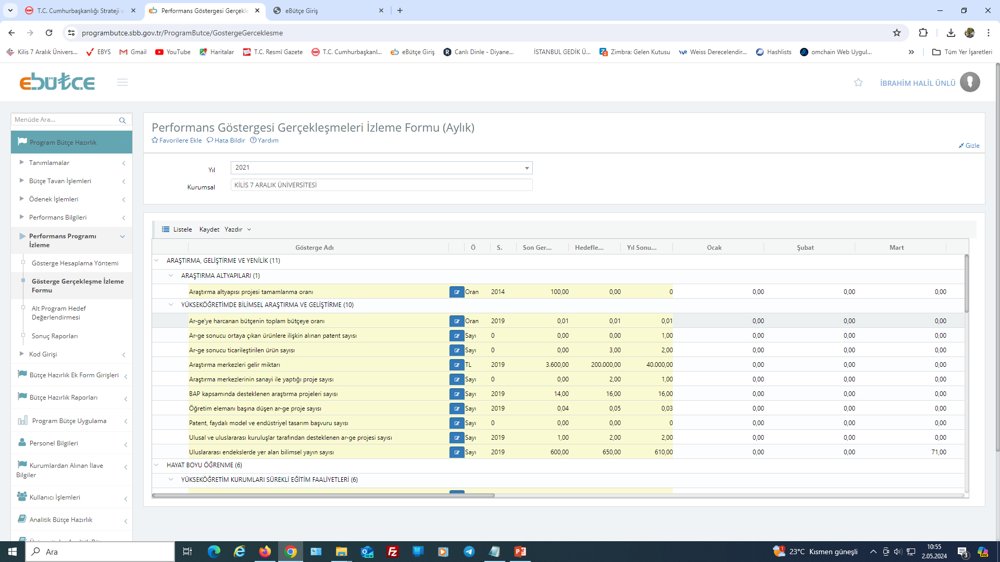 T.C. Cumhurbaşkanlığı Strateji v
Performans Göstergesi Gerçekle
eBütçe Giriş
programbutce.sbb.gov.tr/ProgramButce/GostergeGerceklesme
Kilis 7 Aralık Ünivers...
EBYS
Gmail
YouTube
Haritalar
T.C. Resmî Gazete
T.C. Cumhurbaşkanl...
eBütçe Giriş
Canlı Dinle - Diyane...
İSTANBUL GEDİK Ü...
Zimbra: Gelen Kutusu
Weiss Derecelendir...
Hashlists
omchain Web Uygul...
Tüm Yer İşaretleri
ebütçe
İBRAHİM HALİL ÜNLÜ
Menüde Ara...
Program Bütçe Hazırlık
Tanımlamalar
Bütçe Tavan İşlemleri
Ödenek İşlemleri
Performans Bilgileri
Performans Programı
İzleme
Gösterge Hesaplama Yöntemi
Gösterge Gerçekleşme İzleme
Formu
Alt Program Hedef
Değerlendirmesi
Sonuç Raporları
Kod Girişi
Bütçe Hazırlık Ek Form Girişleri
Bütçe Hazırlık Raporları
Program Bütçe Uygulama
Personel Bilgileri
Kurumlardan Alınan İlave
Bilgiler
Kullanıcı İşlemleri
Analitik Bütçe Hazırlık
Performans Göstergesi Gerçekleşmeleri İzleme Formu (Aylık)
Favorilere Ekle Hata Bildir Yardım
Gizle
Yıl 2021
Kurumsal KİLİS 7 ARALIK ÜNİVERSİTESİ
Listele Kaydet Yazdır
Gösterge Adı Ö S. Son Ger... Hedefle... Yıl Sonu... Ocak Şubat Mart
ARAŞTIRMA, GELİŞTİRME VE YENİLİK (11)
ARAŞTIRMA ALTYAPILARI (1)
Araştırma altyapısı projesi tamamlanma oranı Oran 2014 100,00 0,00 0 0,00 0,00 0,00
YÜKSEKÖĞRETİMDE BİLİMSEL ARAŞTIRMA VE GELİŞTİRME (10)
Ar-ge'ye harcanan bütçenin toplam bütçeye oranı Oran 2019 0,01 0,01 0,01 0,00 0,00 0,00
Ar-ge sonucu ortaya çıkan ürünlere ilişkin alınan patent sayısı Sayı 0 0,00 0,00 1,00 0,00 0,00 0,00
Ar-ge sonucu ticarileştirilen ürün sayısı Sayı 0 0,00 3,00 2,00 0,00 0,00 0,00
Araştırma merkezleri gelir miktarı TL 2019 3.600,00 200.000,00 40.000,00 0,00 0,00 0,00
Araştırma merkezlerinin sanayi ile yaptığı proje sayısı Sayı 0 0,00 2,00 1,00 0,00 0,00 0,00
BAP kapsamında desteklenen araştırma projeleri sayısı Sayı 2019 14,00 16,00 16,00 0,00 0,00 0,00
Öğretim elemanı başına düşen ar-ge proje sayısı Sayı 2019 0,04 0,05 0,03 0,00 0,00 0,00
Patent, faydalı model ve endüstriyel tasarım başvuru sayısı Sayı 0 0,00 0,00 0 0,00 0,00 0,00
Ulusal ve uluslararası kuruluşlar tarafından desteklenen ar-ge projesi sayısı Sayı 2019 1,00 2,00 2,00 0,00 0,00 0,00
Uluslararası endekslerde yer alan bilimsel yayın sayısı Sayı 2019 600,00 650,00 610,00 0,00 0,00 71,00
HAYAT BOYU ÖĞRENME (6)
YÜKSEKÖĞRETİM KURUMLARI SÜREKLİ EĞİTİM FAALİYETLERİ (6)
Ara
23°C Kısmen güneşli
10:55
2.05.2024
3